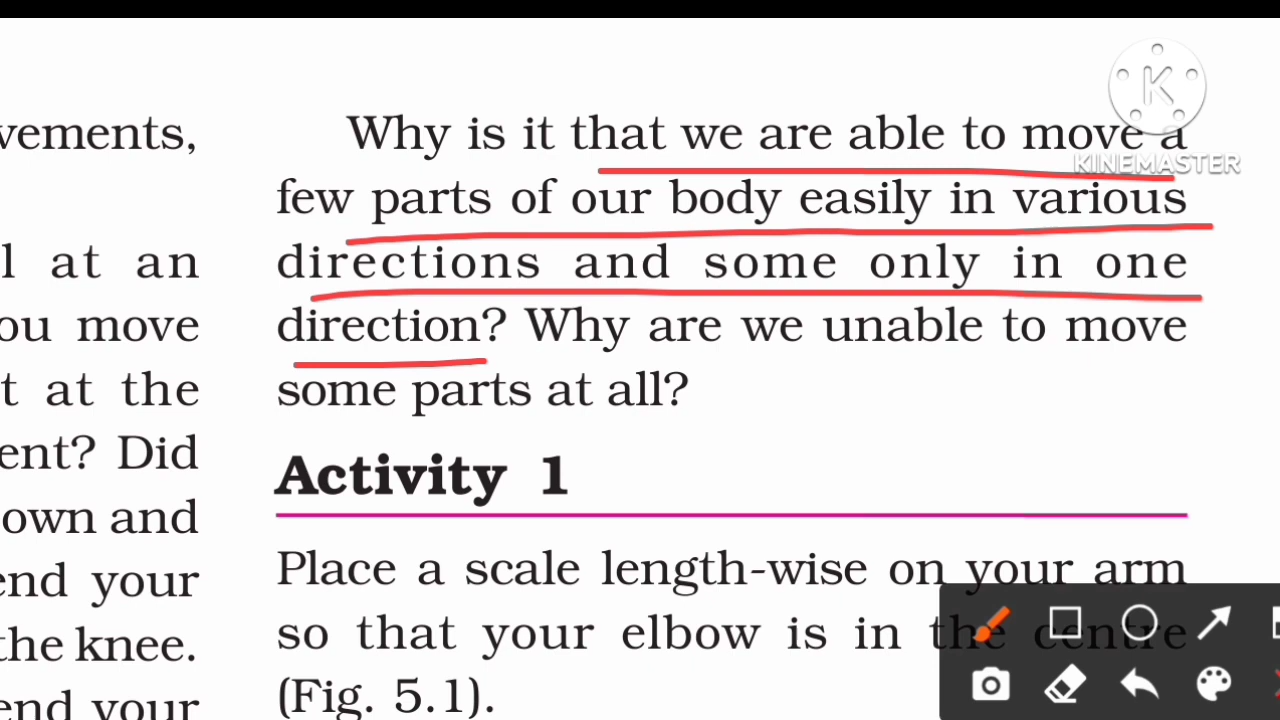 vements,
l at an
ou move
t at the
ent? Did
own and
end your
the knee.
end your
Why is it that we are able to move a
few parts of our body easily in various
directions and some only in one
direction? Why are we unable to move
some parts at all?
Activity 1
Place a scale length-wise on your arm
so that your elbow is in the centre
(Fig. 5.1).
K
KINEMASTER